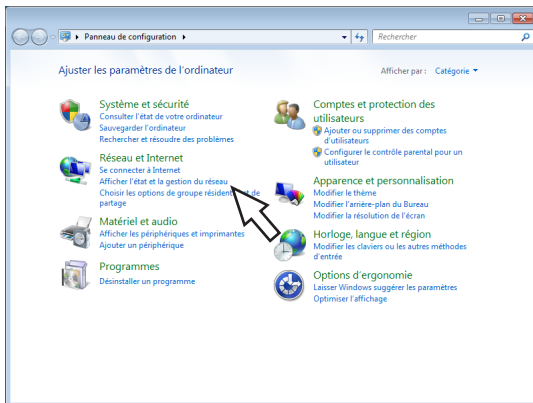 Panneau de configuration
Rechercher
Ajuster les paramètres de l'ordinateur
Afficher par :
Catégorie
Système et sécurité
Consulter l'état de votre ordinateur
Sauvegarder l'ordinateur
Rechercher et résoudre des problèmes
Réseau et Internet
Se connecter à Internet
Afficher l'état et la gestion du réseau
Choisir les options de groupe résident et de
partage
Matériel et audio
Afficher les périphériques et imprimantes
Ajouter un périphérique
Programmes
Désinstaller un programme
Comptes et protection des
utilisateurs
Ajouter ou supprimer des comptes
d'utilisateurs
Configurer le contrôle parental pour un
utilisateur
Apparence et personnalisation
Modifier le thème
Modifier l'arrière-plan du Bureau
Modifier la résolution de l'écran
Horloge, langue et région
Modifier les claviers ou les autres méthodes
d'entrée
Options d'ergonomie
Laisser Windows suggérer les paramètres
Optimiser l'affichage